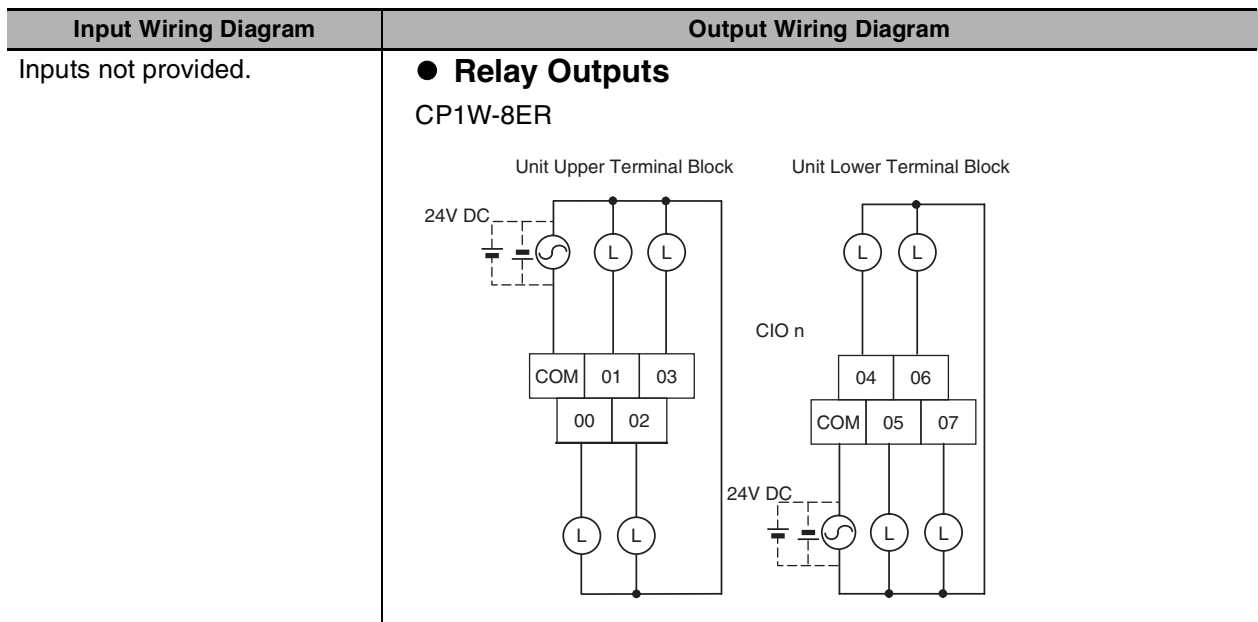 Input Wiring Diagram
Output Wiring Diagram
Inputs not provided.
● Relay Outputs
CP1W-8ER
Unit Upper Terminal Block
24V DC
L
L
COM
01
03
00
02
L
L
Unit Lower Terminal Block
L
L
CIO n
04
06
COM
05
07
24V DC
L
L